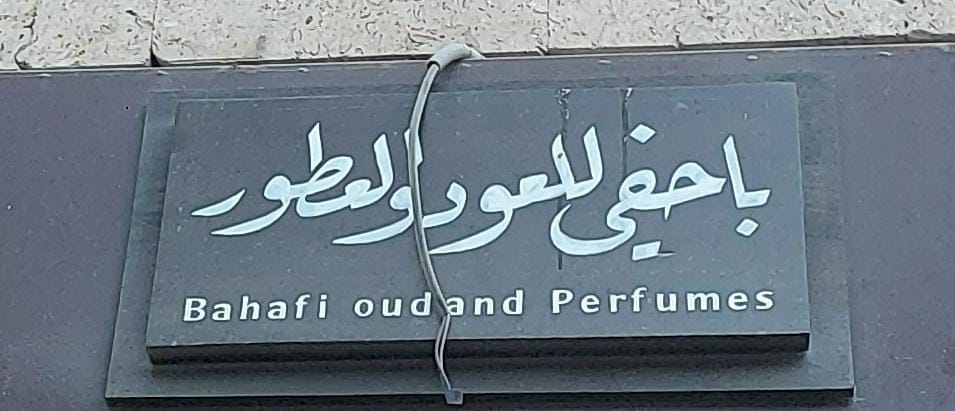 باحفي للعود والعطور
Bahafi oud and Perfumes